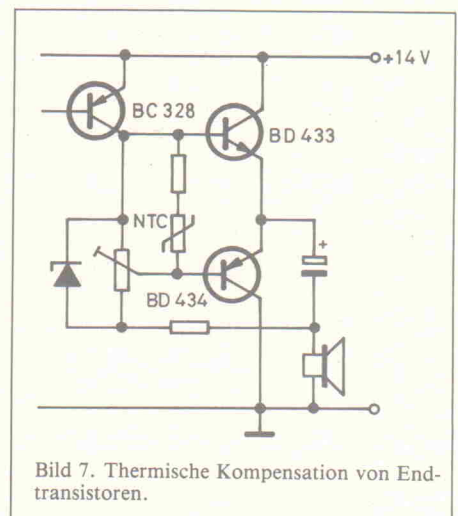 +14 V
BC 328
BD 433
NTC
BD 434
+
Bild 7. Thermische Kompensation von End-
transistoren.